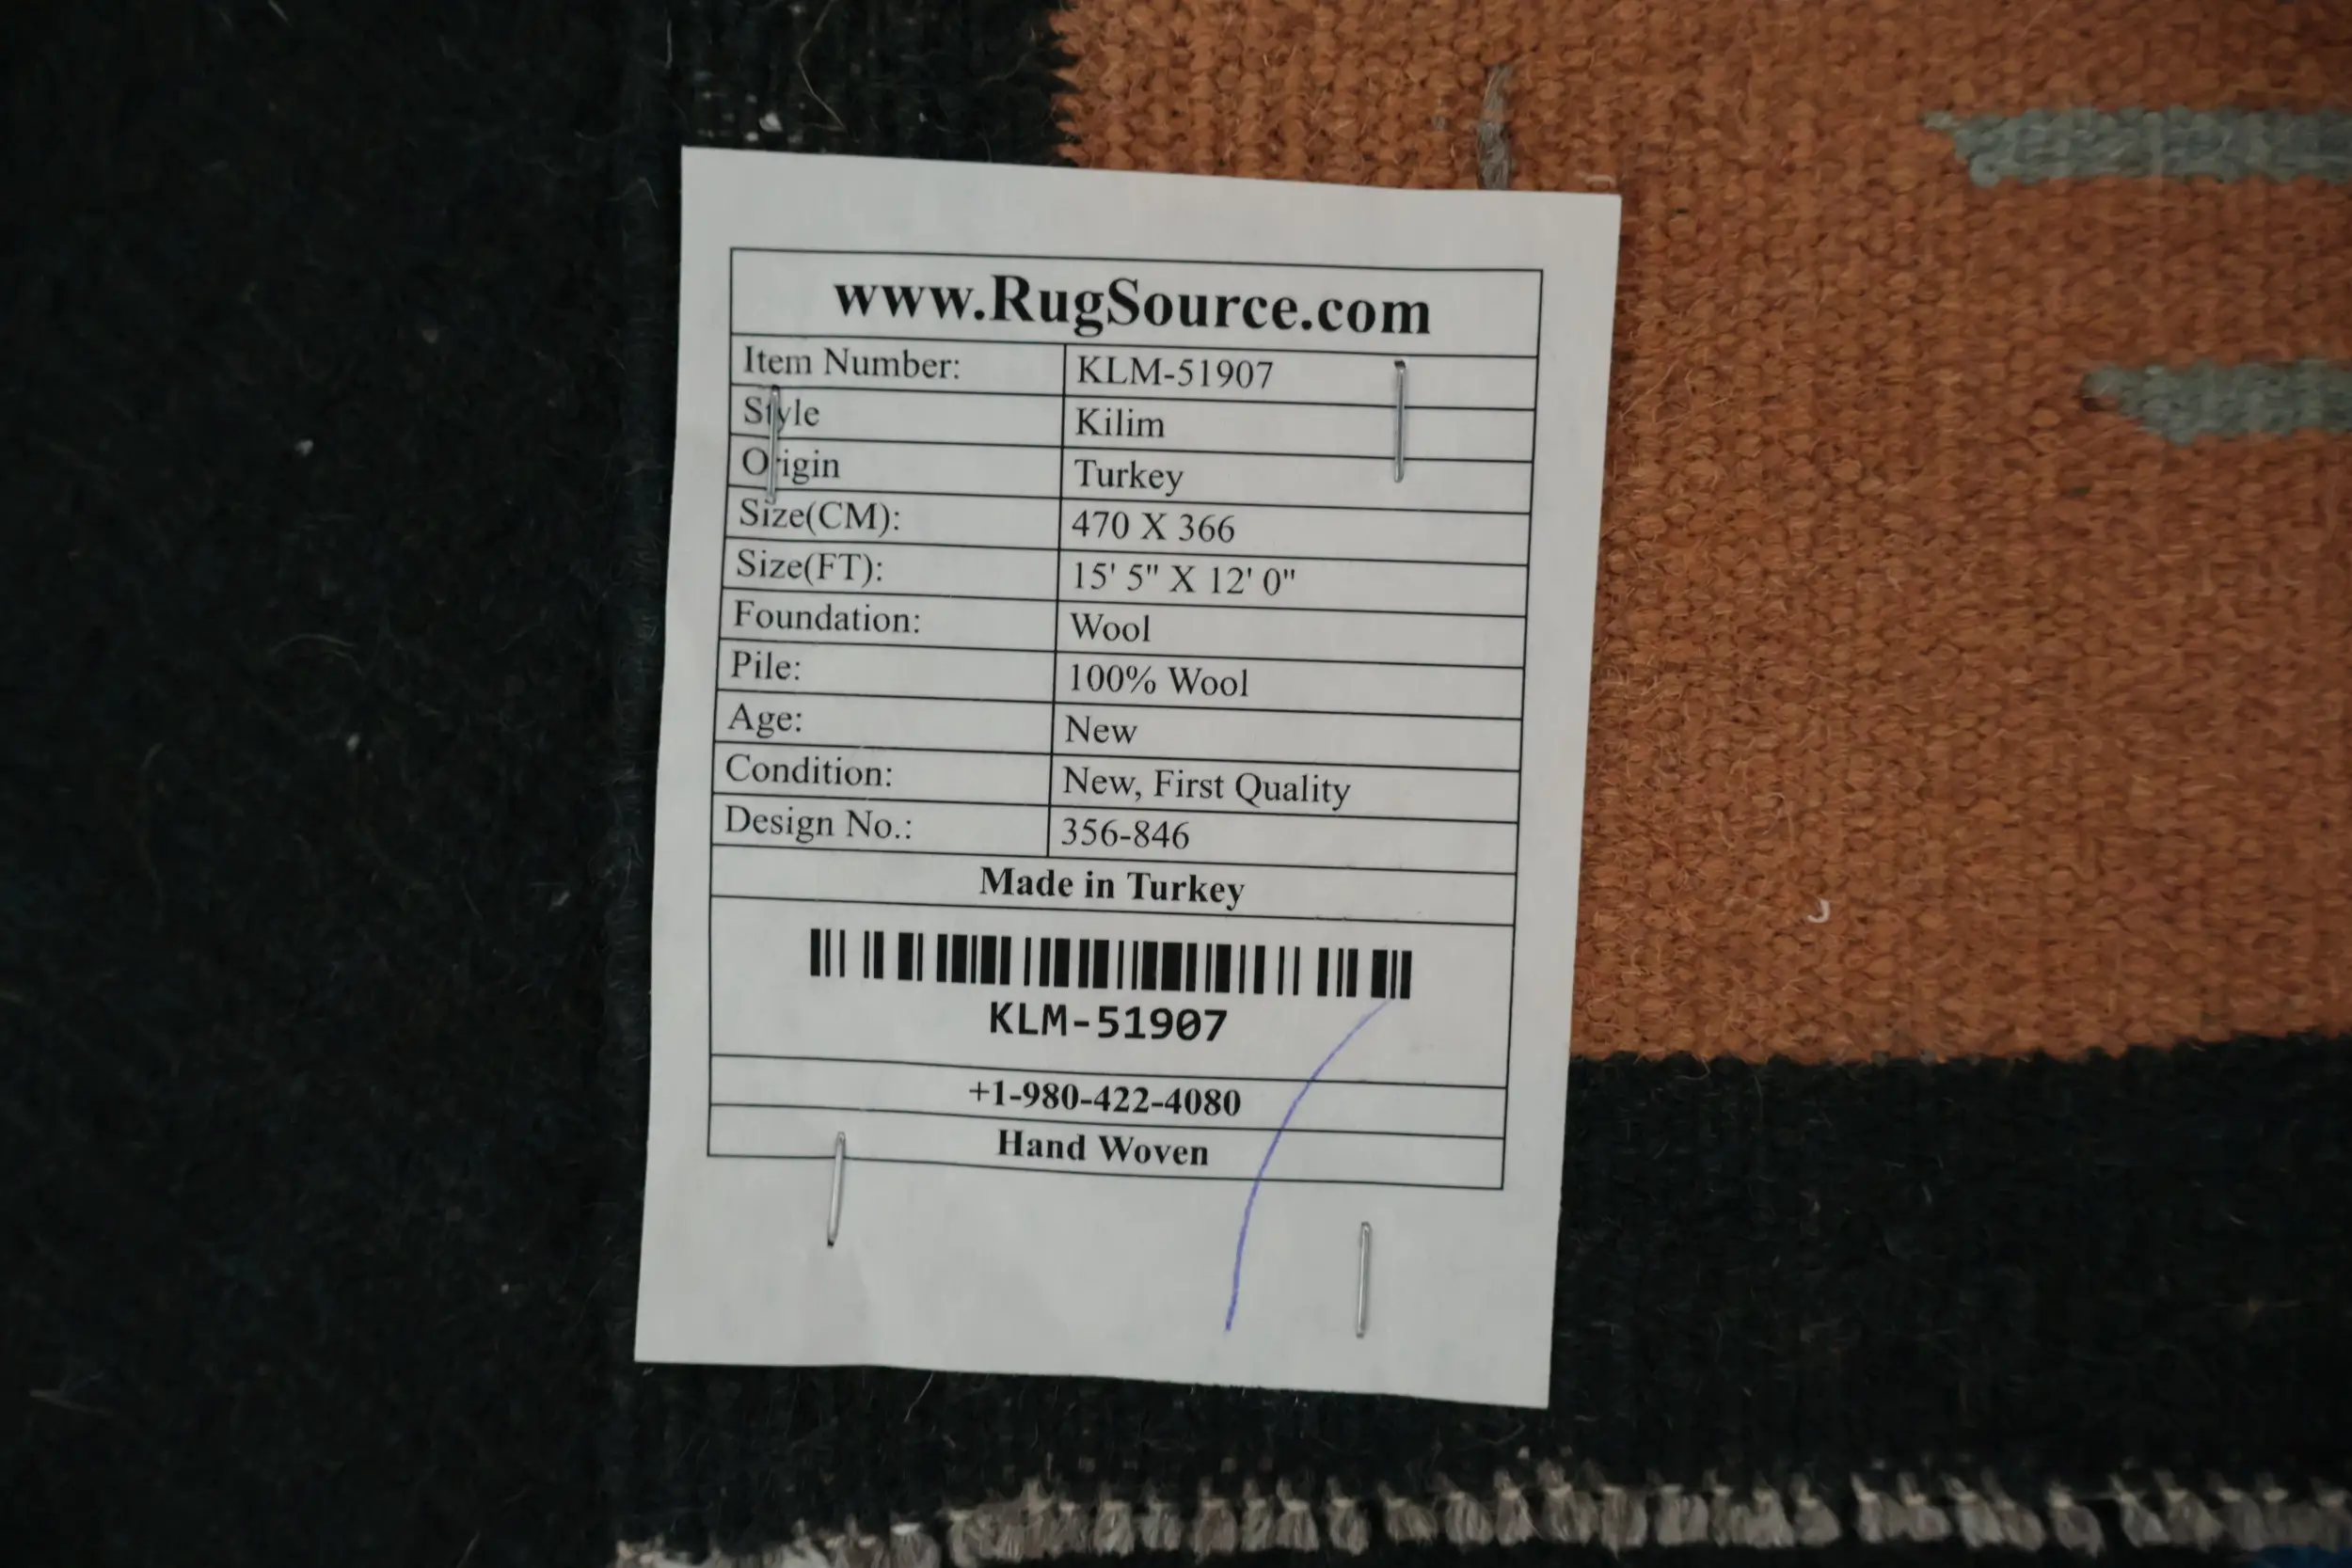 www.RugSource.com
Item Number: KLM-51907
Style Kilim
Origin Turkey
Size(CM): 470 X 366
Size(FT): 15' 5" X 12' 0"
Foundation: Wool
Pile: 100% Wool
Age: New
Condition: New, First Quality
Design No.: 356-846
Made in Turkey
KLM-51907
+1-980-422-4080
Hand Woven